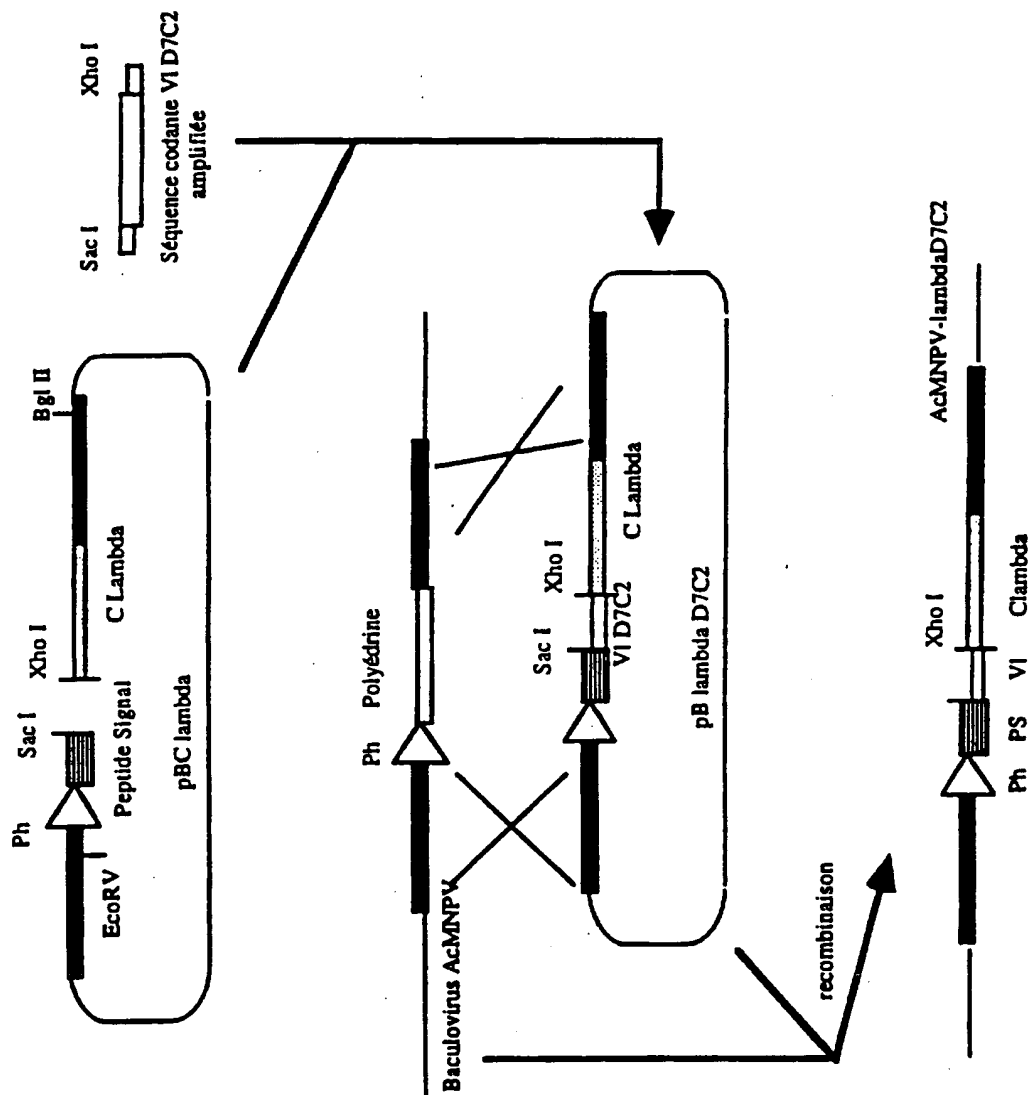 Ph
Sac I
Xho I
Bgl II
EcoRV
Peptide Signal
C Lambda
pBC lambda
Sac I
Xho I
Séquence codante Vl D7C2
amplifiée
Ph
Polyédrine
Baculovirus AcMNPV
Sac I
Xho I
Vl D7C2
C Lambda
pB lambda D7C2
recombinaison
AcMNPV-lambdaD7C2
Xho I
Ph
PS
Vl
Clambda